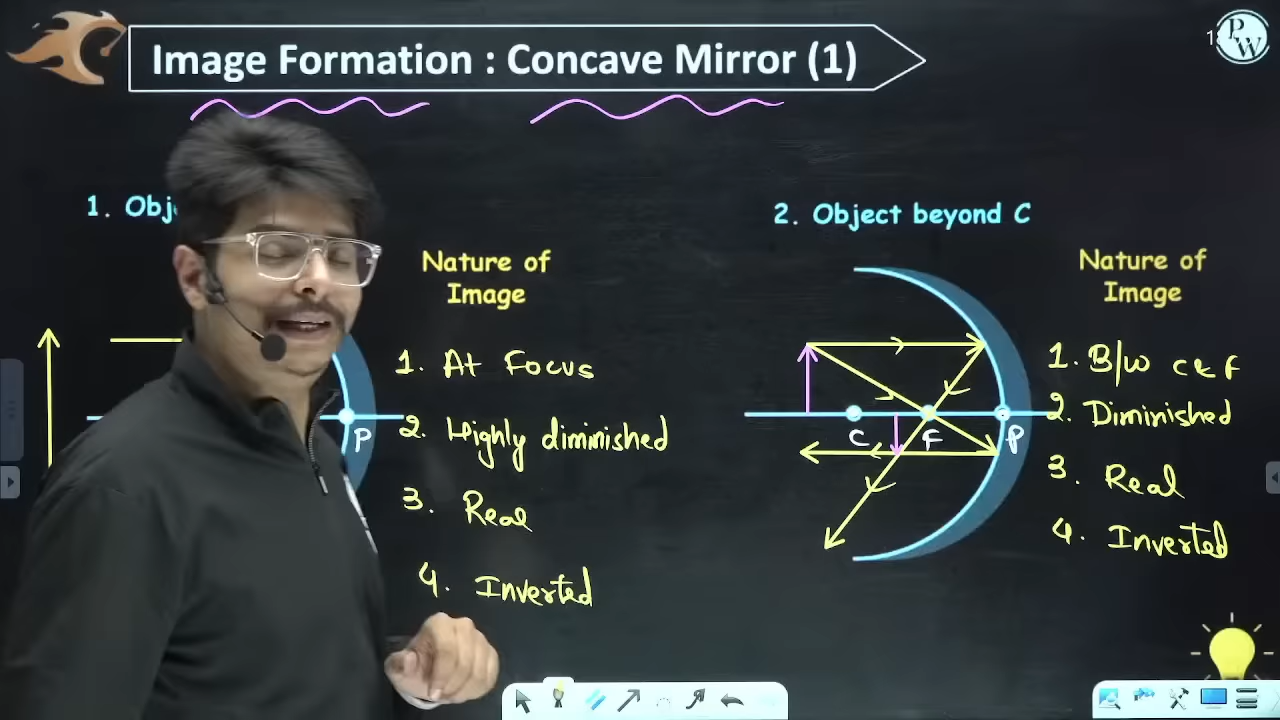 Image Formation : Concave Mirror (1)
PW
1. Obj
Nature of
Image
1. At Focus
2. Highly diminished
3. Real
4. Inverted
P
2. Object beyond C
Nature of
Image
1. B/W C & F
2. Diminished
3. Real
4. Inverted
C
F
P